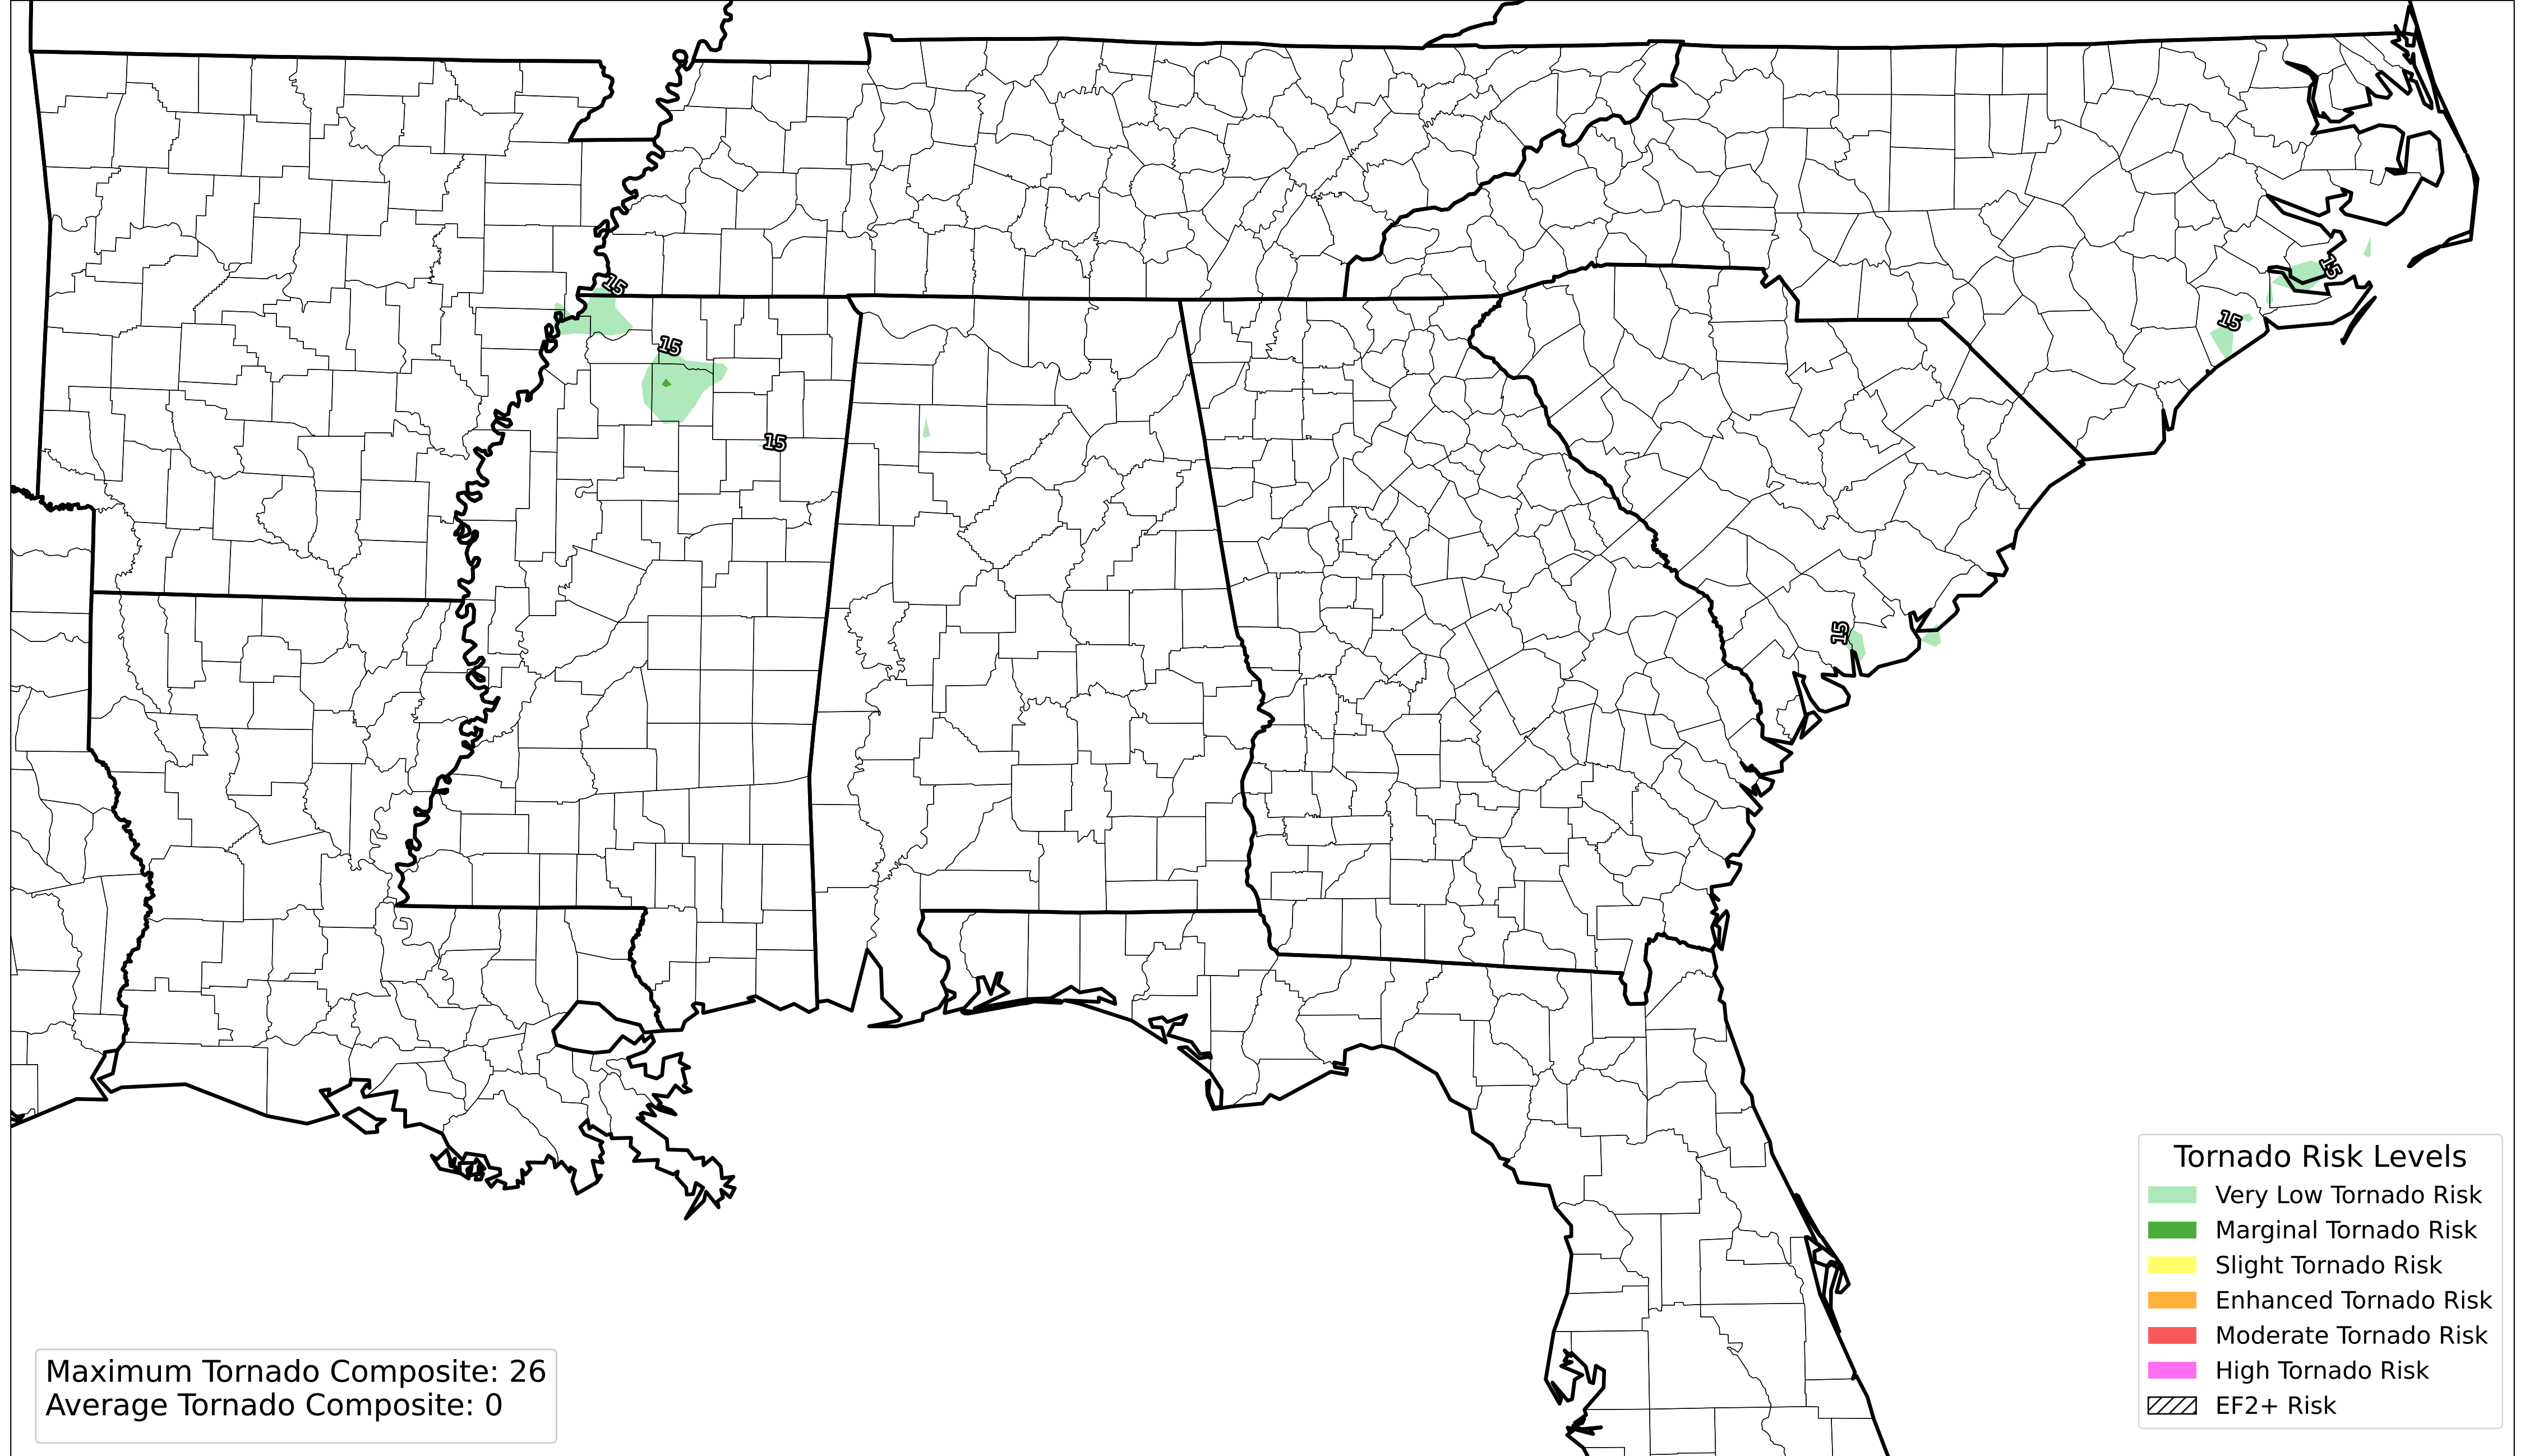 15
15
15
15
15
15
Tornado Risk Levels
Very Low Tornado Risk
Marginal Tornado Risk
Slight Tornado Risk
Enhanced Tornado Risk
Moderate Tornado Risk
High Tornado Risk
EF2+ Risk
Maximum Tornado Composite: 26
Average Tornado Composite: 0